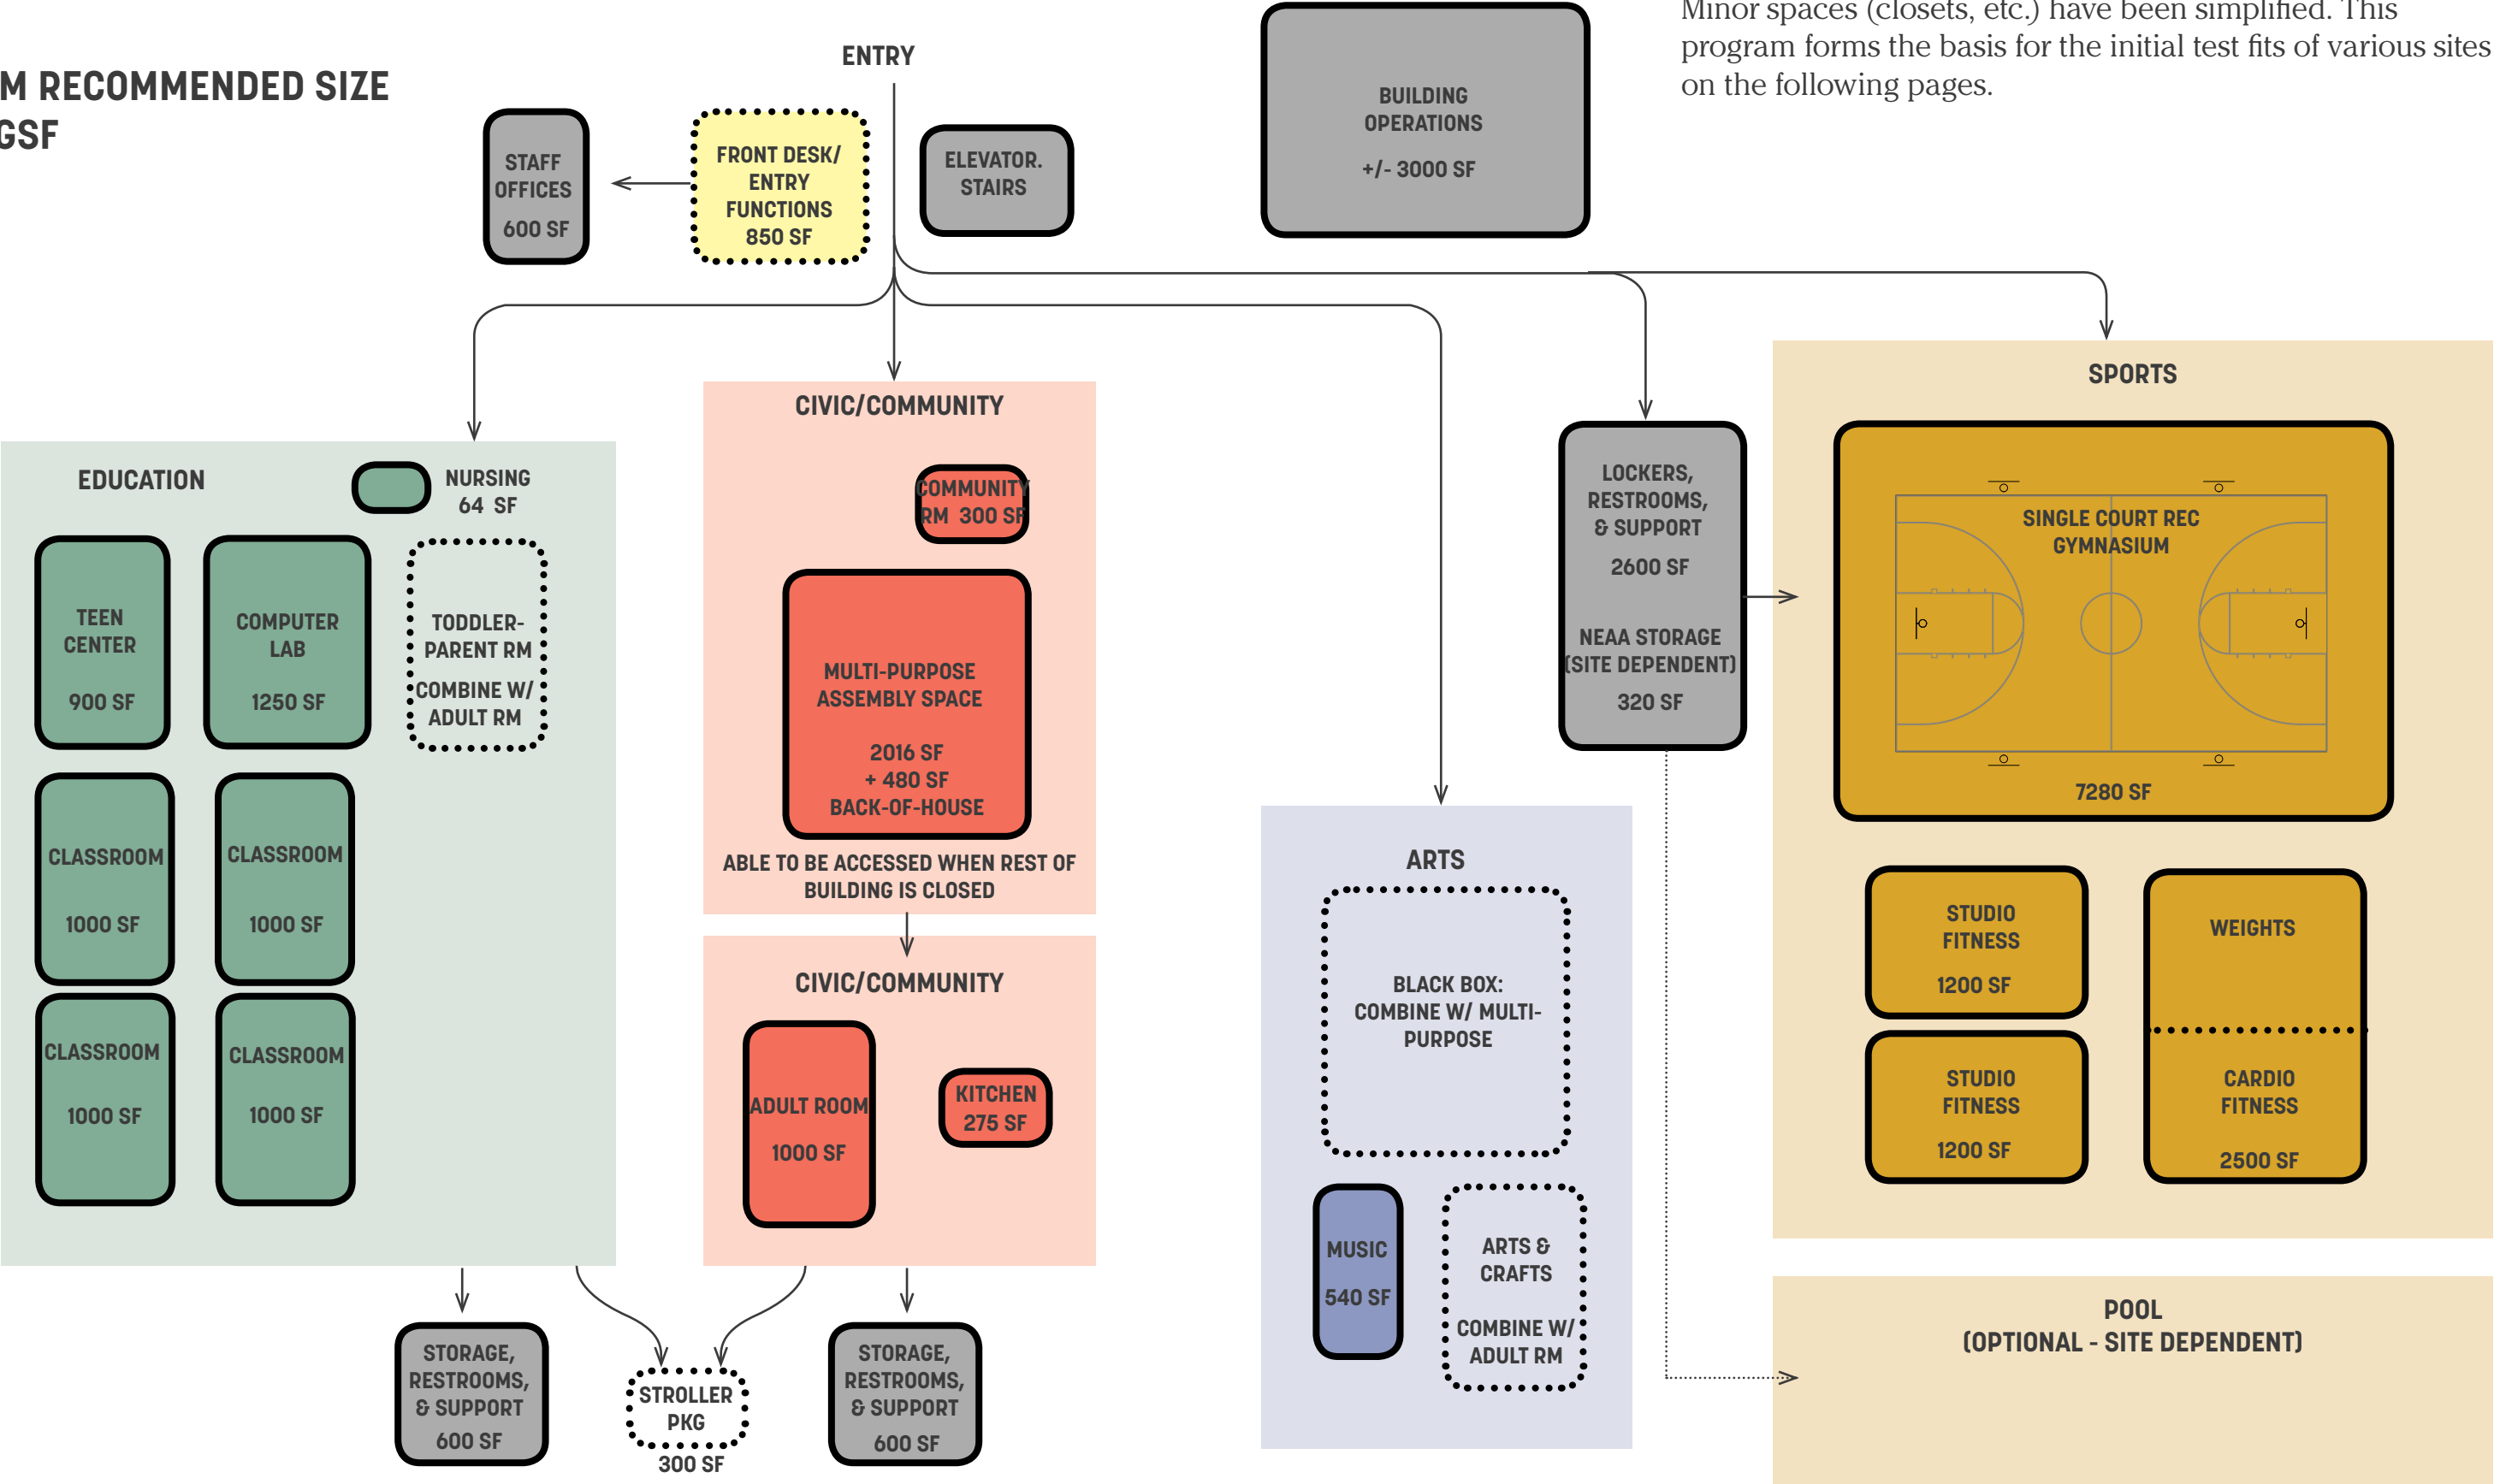 Minor spaces (closets, etc.) have been simplified. This
program forms the basis for the initial test fits of various sites
on the following pages.
M RECOMMENDED SIZE
GSF
ENTRY
STAFF
OFFICES
600 SF
FRONT DESK/
ENTRY
FUNCTIONS
850 SF
ELEVATOR.
STAIRS
BUILDING
OPERATIONS
+/- 3000 SF
EDUCATION
NURSING
64 SF
TEEN
CENTER
900 SF
COMPUTER
LAB
1250 SF
TODDLER-
PARENT RM
COMBINE W/
ADULT RM
CLASSROOM
1000 SF
CLASSROOM
1000 SF
CLASSROOM
1000 SF
CLASSROOM
1000 SF
CIVIC/COMMUNITY
COMMUNITY
RM 300 SF
MULTI-PURPOSE
ASSEMBLY SPACE
2016 SF
+ 480 SF
BACK-OF-HOUSE
ABLE TO BE ACCESSED WHEN REST OF
BUILDING IS CLOSED
CIVIC/COMMUNITY
ADULT ROOM
1000 SF
KITCHEN
275 SF
STORAGE,
RESTROOMS,
& SUPPORT
600 SF
STROLLER
PKG
300 SF
STORAGE,
RESTROOMS,
& SUPPORT
600 SF
ARTS
BLACK BOX:
COMBINE W/ MULTI-
PURPOSE
MUSIC
540 SF
ARTS &
CRAFTS
COMBINE W/
ADULT RM
LOCKERS,
RESTROOMS,
& SUPPORT
2600 SF
NEAA STORAGE
(SITE DEPENDENT)
320 SF
SPORTS
SINGLE COURT REC
GYMNASIUM
7280 SF
STUDIO
FITNESS
1200 SF
STUDIO
FITNESS
1200 SF
WEIGHTS
CARDIO
FITNESS
2500 SF
POOL
(OPTIONAL - SITE DEPENDENT)